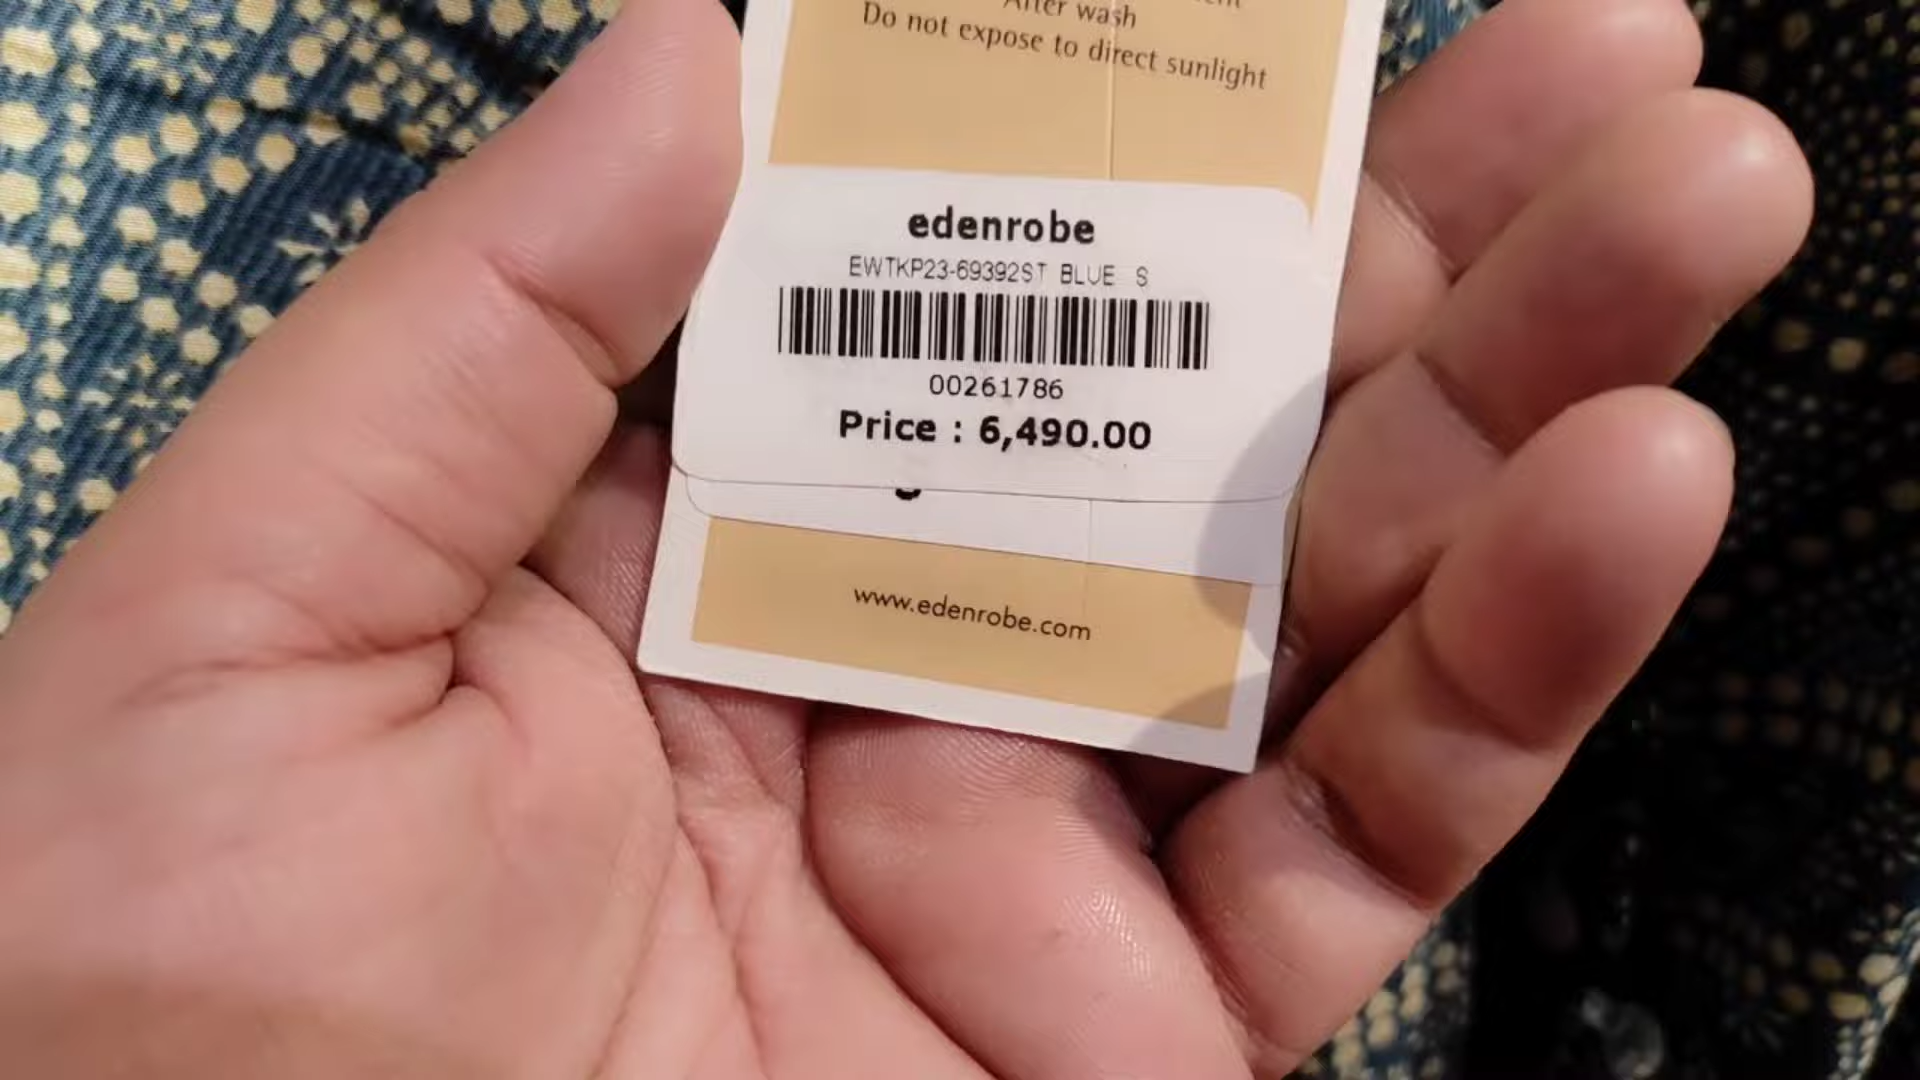 After wash
Do not expose to direct sunlight
edenrobe
EWTKP23-69392ST BLUE S
00261786
Price : 6,490.00
www.edenrobe.com